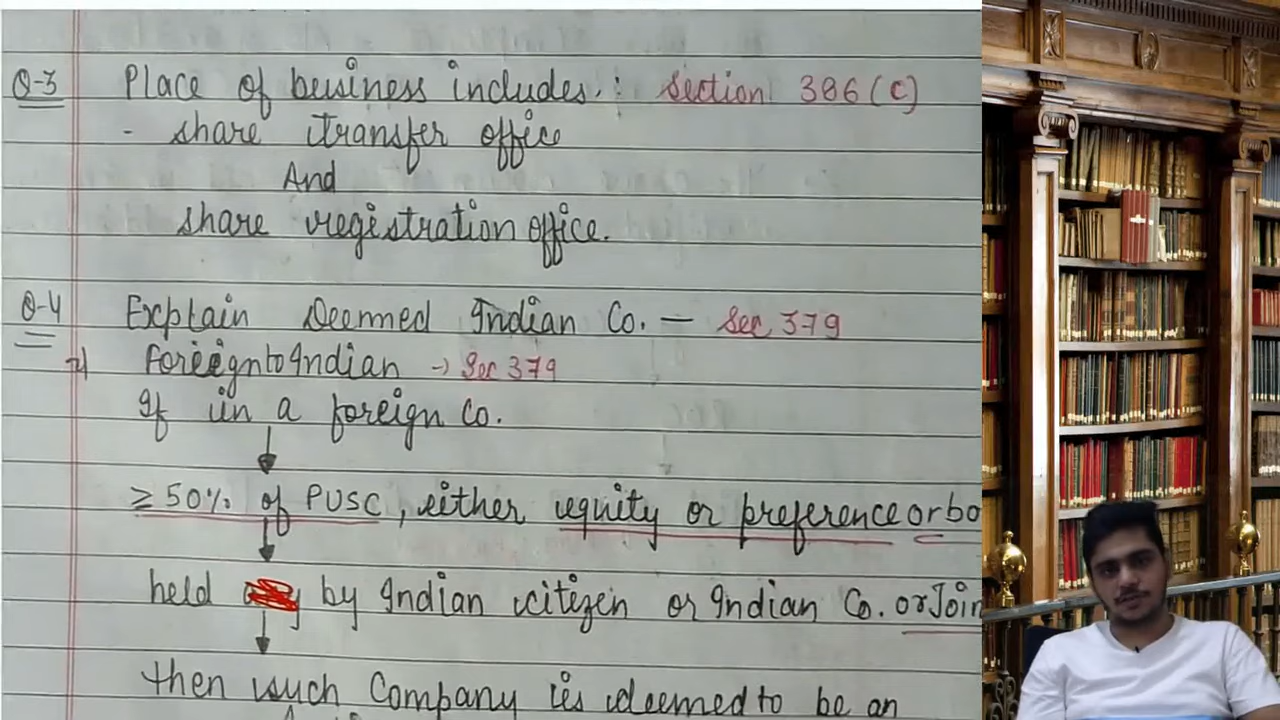 Q-3 Place of business includes : Section 386 (c)
- share transfer office
And
share registration office.
Q-4 Explain Deemed Indian Co. — Sec 379
Foreign to Indian → Sec 379
If in a foreign Co.
≥ 50% of PUSC, either equity or preference or bo
held by Indian citizen or Indian Co. or Join
then such Company is deemed to be an